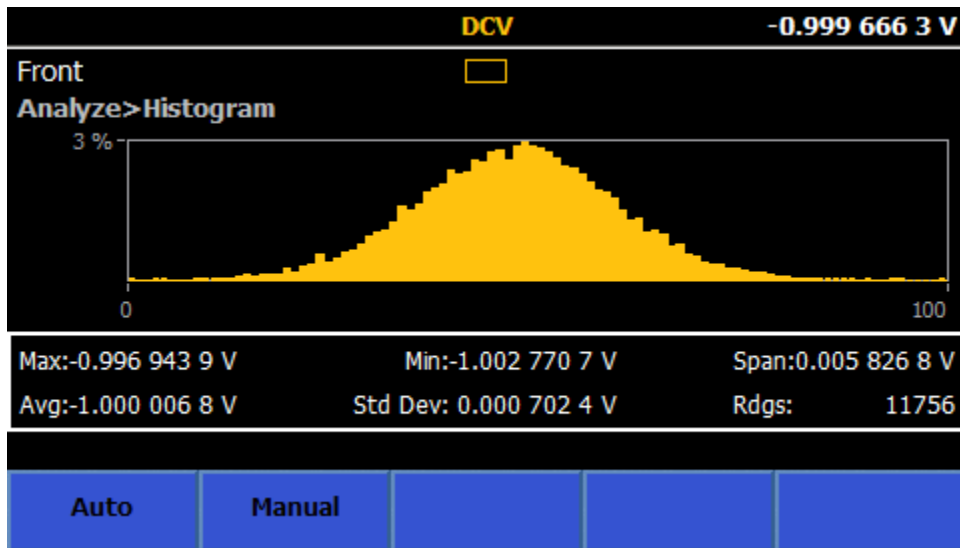 DCV -0.999 666 3 V
Front
Analyze>Histogram
3 %
0 100
Max:-0.996 943 9 V Min:-1.002 770 7 V Span:0.005 826 8 V
Avg:-1.000 006 8 V Std Dev: 0.000 702 4 V Rdgs: 11756
Auto Manual